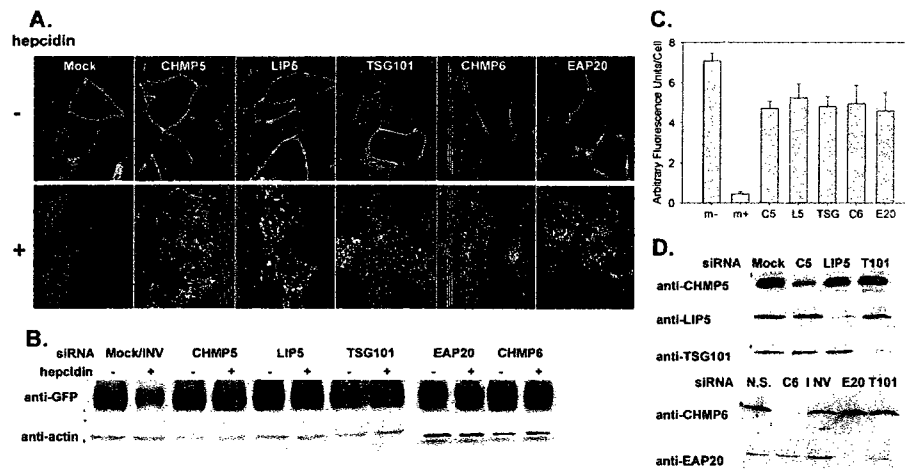 A.
hepcidin
Mock CHMP5 LIP5 TSG101 CHMP6 EAP20
-
+
B.
siRNA Mock/INV CHMP5 LIP5 TSG101 EAP20 CHMP6
hepcidin - + - + - + - + - + - +
anti-GFP
anti-actin
C.
Arbitrary Fluorescence Units/Cell
8
6
4
2
0
m- m+ C5 L5 TSG C6 E20
D.
siRNA Mock C5 LIP5 T101
anti-CHMP5
anti-LIP5
anti-TSG101
siRNA N.S. C6 I NV E20 T101
anti-CHMP6
anti-EAP20